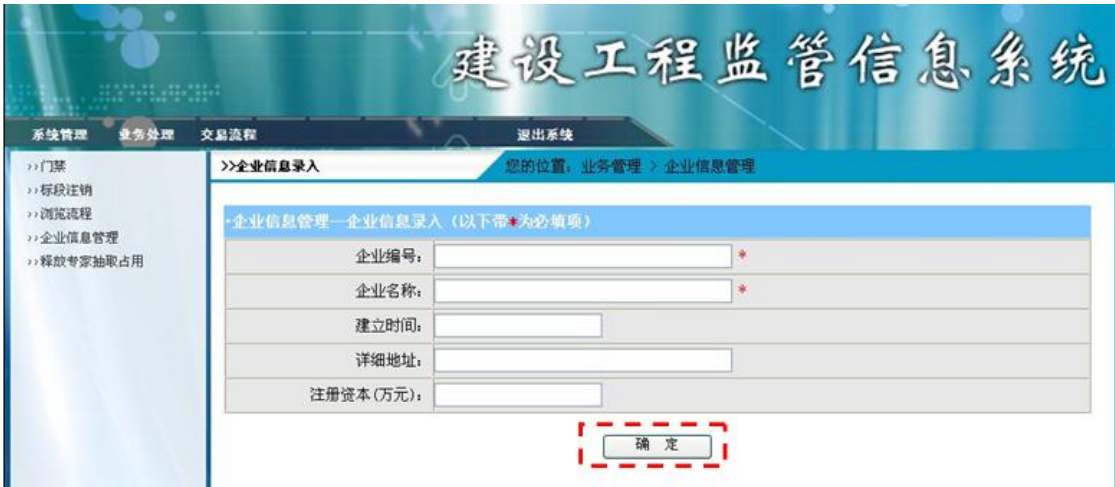 建设工程监管信息系统
系统管理 业务处理 交易流程 退出系统
>>门禁
>>标段注销
>>浏览流程
>>企业信息管理
>>释放专家抽取占用
>>企业信息录入
您的位置：业务管理 > 企业信息管理
·企业信息管理--企业信息录入（以下带*为必填项）
企业编号： *
企业名称： *
建立时间：
详细地址：
注册资本(万元)：
确 定